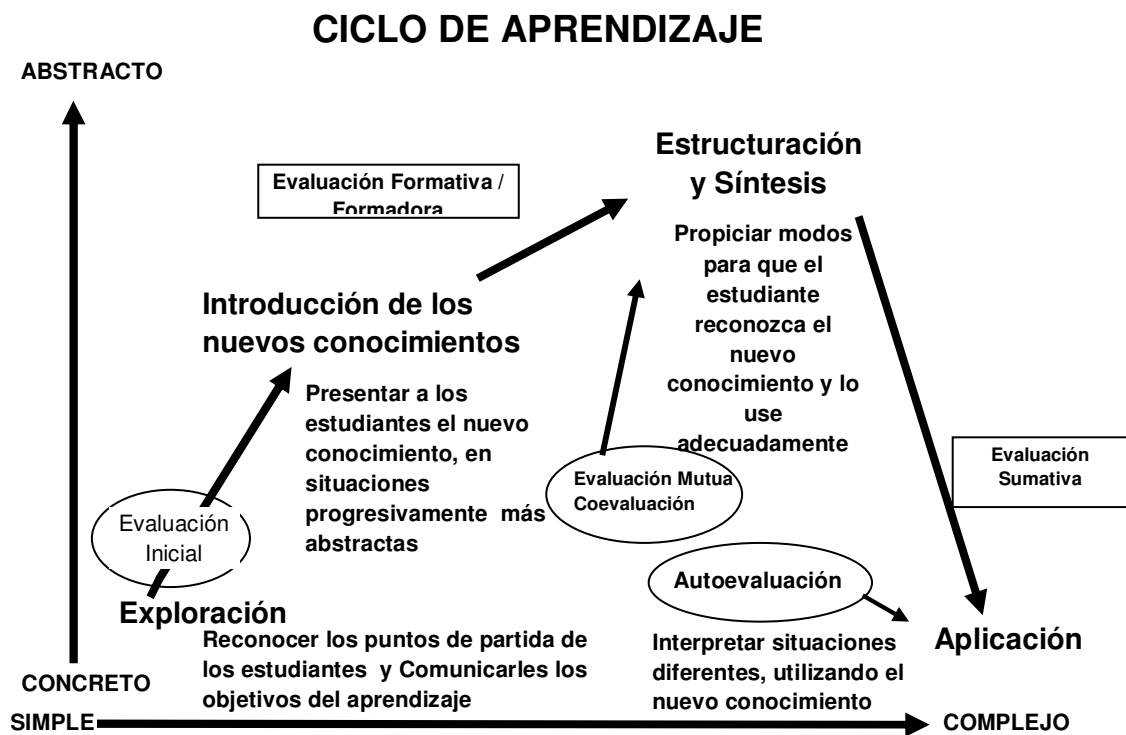 CICLO DE APRENDIZAJE
ABSTRACTO
Estructuración
y Síntesis
Evaluación Formativa /
Formadora
Propiciar modos
para que el
estudiante
reconozca el
nuevo
conocimiento y lo
use
adecuadamente
Introducción de los
nuevos conocimientos
Presentar a los
estudiantes el nuevo
conocimiento, en
situaciones
progresivamente más
abstractas
Evaluación Mutua
Coevaluación
Evaluación
Sumativa
Evaluación
Inicial
Autoevaluación
Exploración
Reconocer los puntos de partida de
los estudiantes y Comunicarles los
objetivos del aprendizaje
Interpretar situaciones
diferentes, utilizando el
nuevo conocimiento
Aplicación
CONCRETO
SIMPLE
COMPLEJO